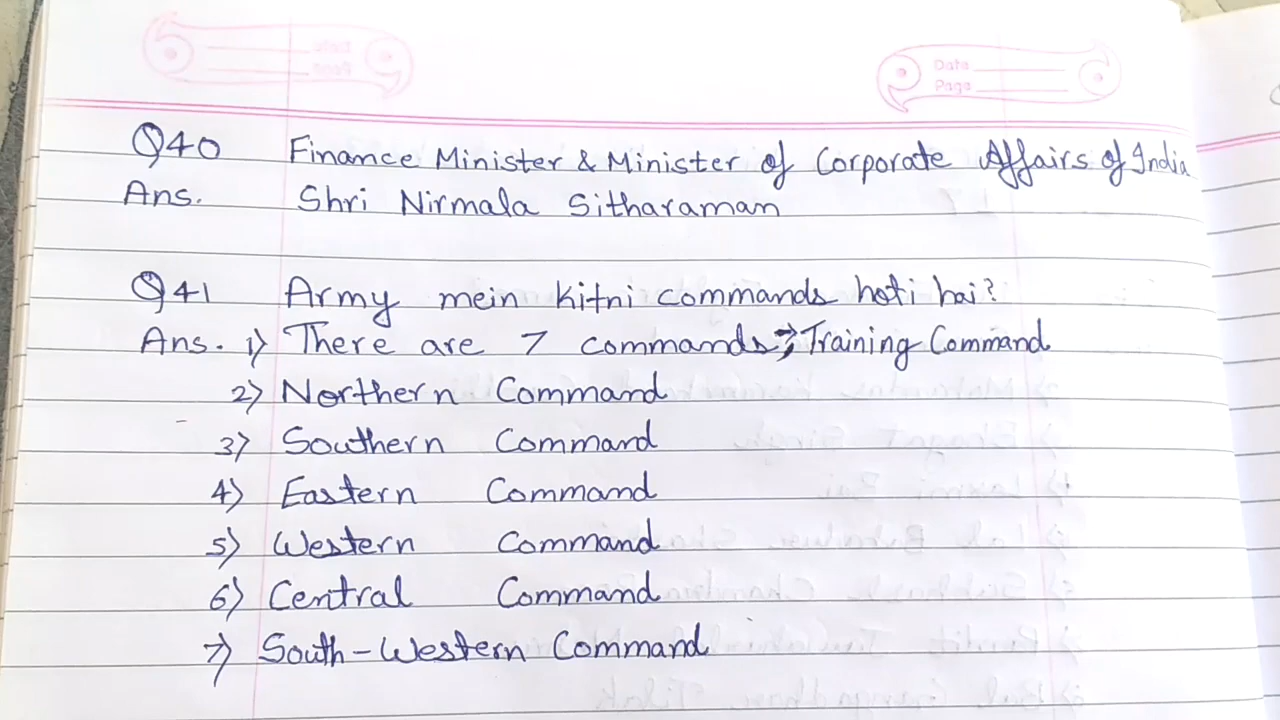 Date
Page
Q40 Finance Minister & Minister of Corporate Affairs of India
Ans. Shri Nirmala Sitharaman
Q41 Army mein kitni commands hoti hai?
Ans. 1) There are 7 commands → Training Command
2) Northern Command
3) Southern Command
4) Eastern Command
5) Western Command
6) Central Command
7) South-Western Command